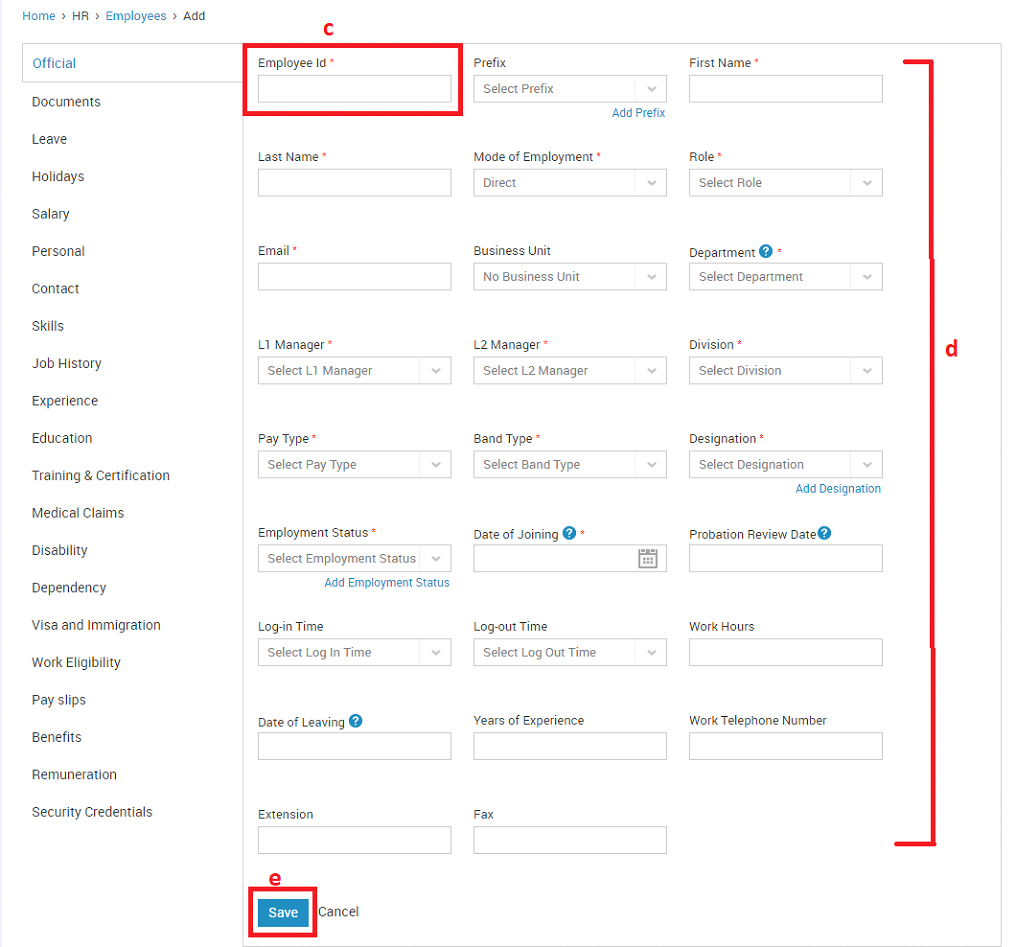 Home › HR › Employees › Add
c
Official
Documents
Leave
Holidays
Salary
Personal
Contact
Skills
Job History
Experience
Education
Training & Certification
Medical Claims
Disability
Dependency
Visa and Immigration
Work Eligibility
Pay slips
Benefits
Remuneration
Security Credentials
Employee Id * Prefix First Name *
Select Prefix
Add Prefix
Last Name * Mode of Employment * Role *
Direct Select Role
Email * Business Unit Department ? *
No Business Unit Select Department
L1 Manager * L2 Manager * Division *
Select L1 Manager Select L2 Manager Select Division
d
Pay Type * Band Type * Designation *
Select Pay Type Select Band Type Select Designation
Add Designation
Employment Status * Date of Joining ? * Probation Review Date ?
Select Employment Status
Add Employment Status
Log-in Time Log-out Time Work Hours
Select Log In Time Select Log Out Time
Date of Leaving ? Years of Experience Work Telephone Number
Extension Fax
e
Save Cancel